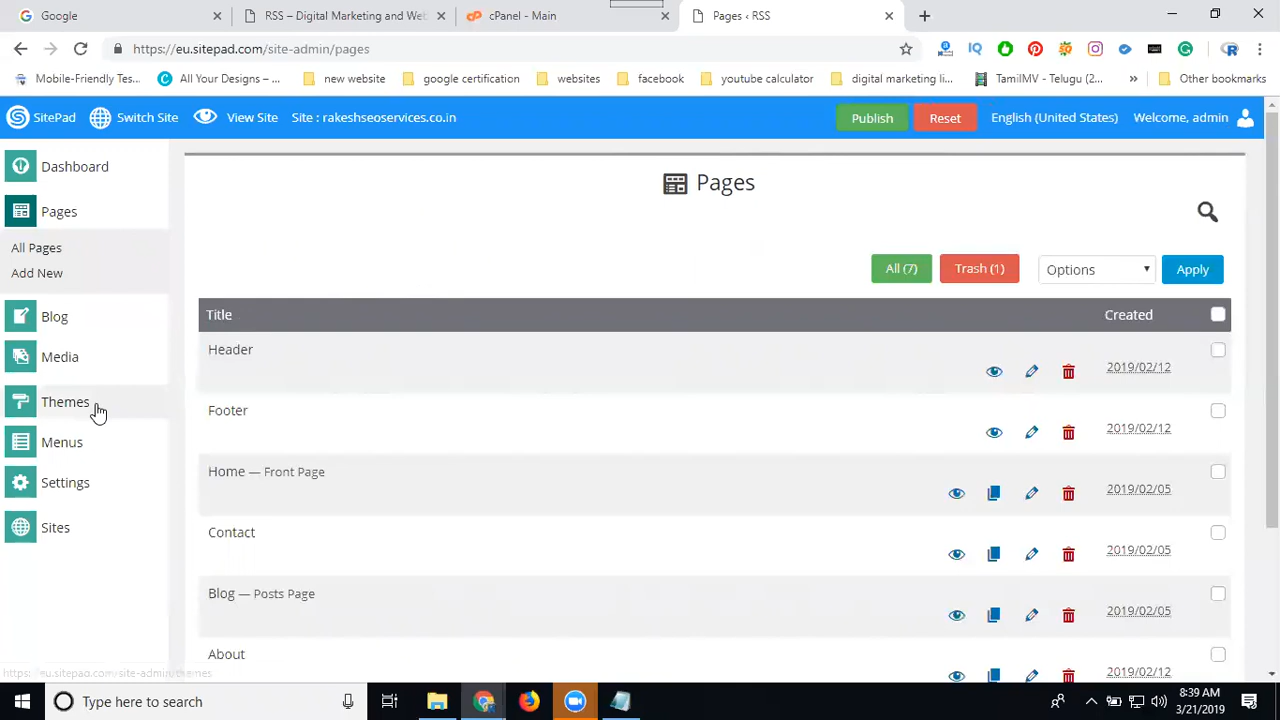 Google
RSS – Digital Marketing and Web
cPanel - Main
Pages ‹ RSS
https://eu.sitepad.com/site-admin/pages
Mobile-Friendly Tes...
All Your Designs – ...
new website
google certification
websites
facebook
youtube calculator
digital marketing li...
TamilMV - Telugu (2...
»
Other bookmarks
SitePad
Switch Site
View Site
Site : rakeshseoservices.co.in
Publish
Reset
English (United States)
Welcome, admin
Dashboard
Pages
All Pages
Add New
Blog
Media
Themes
Menus
Settings
Sites
Pages
All (7)
Trash (1)
Options
Apply
Title
Created
Header
2019/02/12
Footer
2019/02/12
Home — Front Page
2019/02/05
Contact
2019/02/05
Blog — Posts Page
2019/02/05
About
2019/02/12
https://eu.sitepad.com/site-admin/themes
Type here to search
8:39 AM
3/21/2019